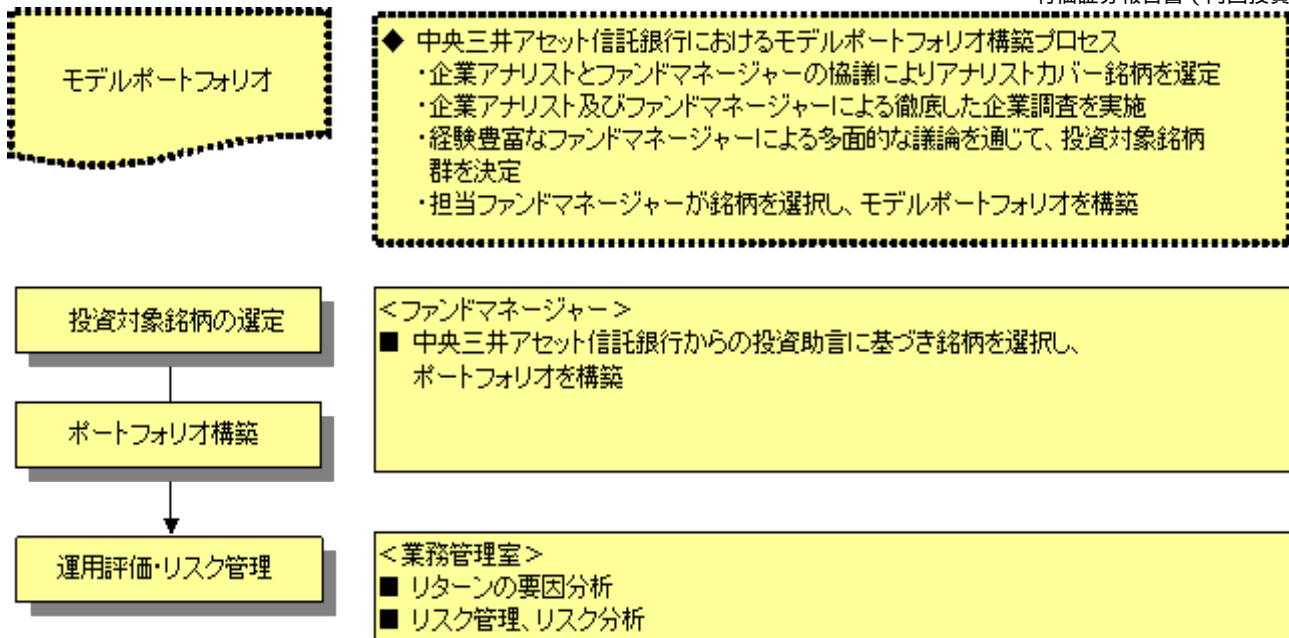 モデルポートフォリオ
◆ 中央三井アセット信託銀行におけるモデルポートフォリオ構築プロセス
・企業アナリストとファンドマネージャーの協議によりアナリストカバー銘柄を選定
・企業アナリスト及びファンドマネージャーによる徹底した企業調査を実施
・経験豊富なファンドマネージャーによる多面的な議論を通じて、投資対象銘柄
群を決定
・担当ファンドマネージャーが銘柄を選択し、モデルポートフォリオを構築
投資対象銘柄の選定
ポートフォリオ構築
<ファンドマネージャー>
■ 中央三井アセット信託銀行からの投資助言に基づき銘柄を選択し、
ポートフォリオを構築
運用評価・リスク管理
<業務管理室>
■ リターンの要因分析
■ リスク管理、リスク分析